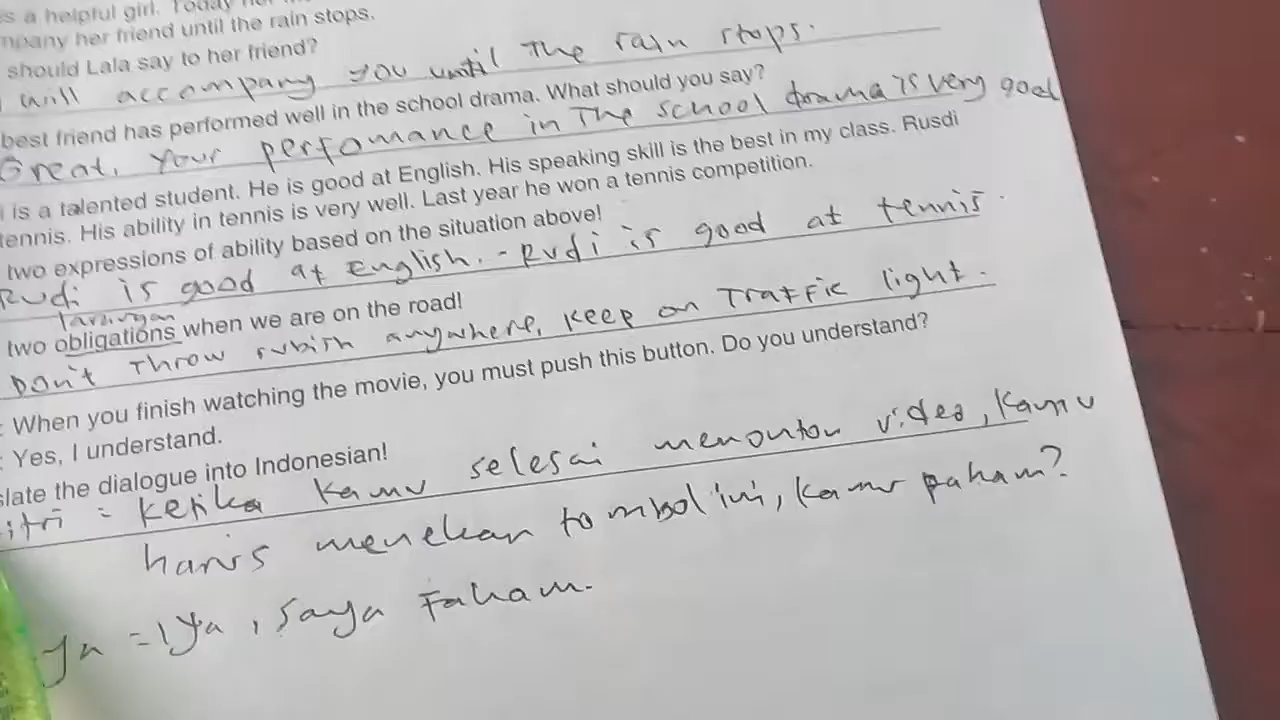 s a helpful girl. Today her
mpany her friend until the rain stops.
should Lala say to her friend?
will accompany you until The rain stops.
best friend has performed well in the school drama. What should you say?
Great, Your perfomance in The school drama is very good
i is a talented student. He is good at English. His speaking skill is the best in my class. Rusdi
tennis. His ability in tennis is very well. Last year he won a tennis competition.
two expressions of ability based on the situation above!
Rudi is good at English. - Rudi is good at tennis.
larangan
two obligations when we are on the road!
Don't Throw rubish anywhere, Keep on Traffic light.
: When you finish watching the movie, you must push this button. Do you understand?
: Yes, I understand.
slate the dialogue into Indonesian!
itri = Ketika Kamu selesai menonton video, Kamu
harus menekan tombol ini, kamu paham?
ya = Iya, saya Faham.